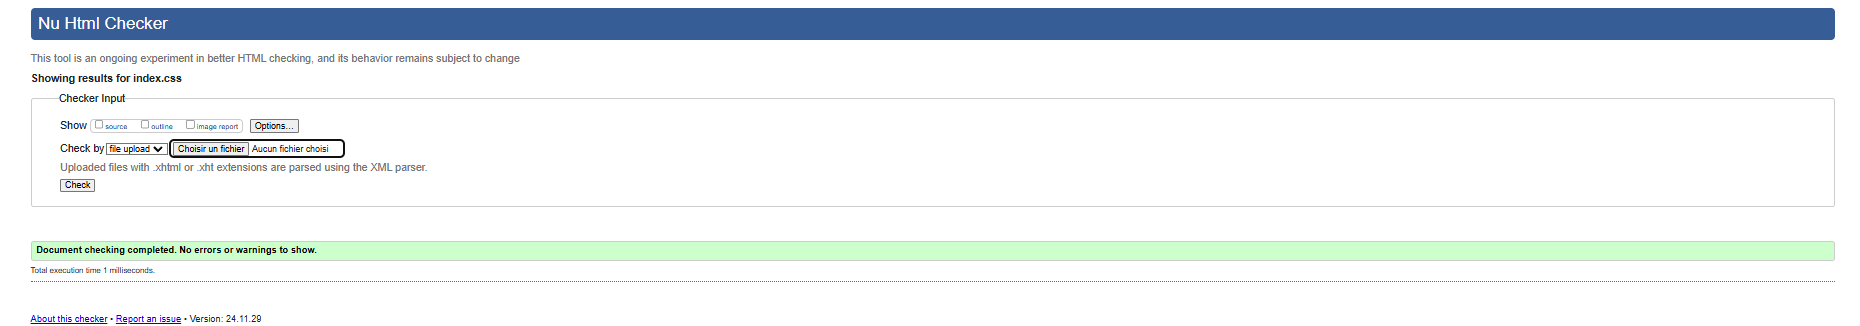 Nu Html Checker
This tool is an ongoing experiment in better HTML checking, and its behavior remains subject to change
Showing results for index.css
Checker Input
Show source outline image report Options...
Check by file upload Choisir un fichier Aucun fichier choisi
Uploaded files with .xhtml or .xht extensions are parsed using the XML parser.
Check
Document checking completed. No errors or warnings to show.
Total execution time 1 milliseconds.
About this checker • Report an issue • Version: 24.11.29